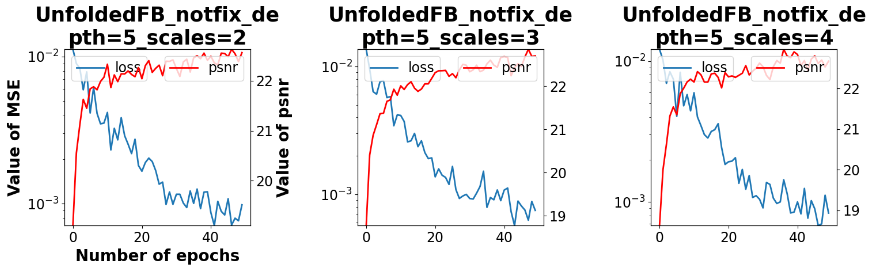 UnfoldedFB_notfix_de
pth=5_scales=2
UnfoldedFB_notfix_de
pth=5_scales=3
UnfoldedFB_notfix_de
pth=5_scales=4
Value of MSE
10⁻²
10⁻³
loss
psnr
22
21
20
Value of psnr
0
20
40
Number of epochs
10⁻²
10⁻³
loss
psnr
22
21
20
19
0
20
40
10⁻²
10⁻³
loss
psnr
22
21
20
19
0
20
40